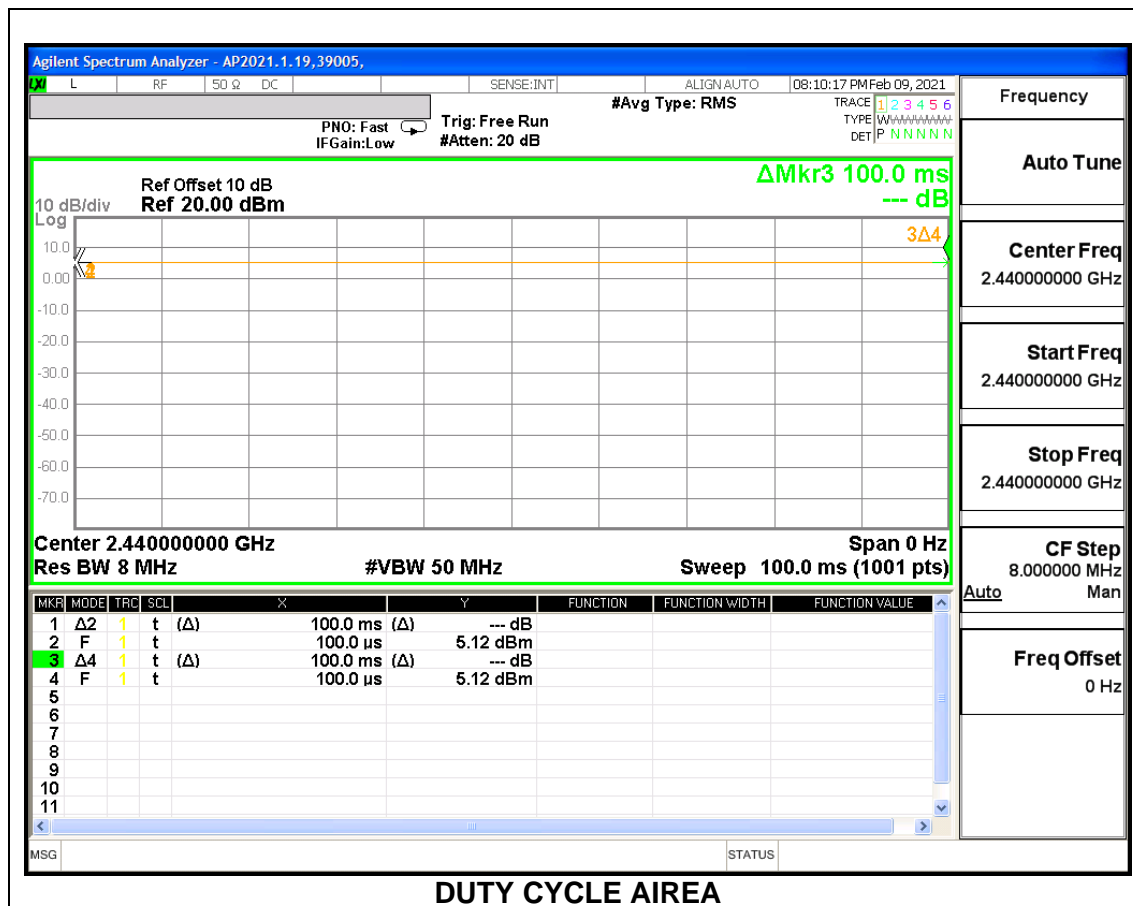 Agilent Spectrum Analyzer - AP2021.1.19,39005,
LXI L RF 50 Ω DC SENSE:INT ALIGN AUTO 08:10:17 PM Feb 09, 2021
#Avg Type: RMS
TRACE 1 2 3 4 5 6
PNO: Fast Trig: Free Run
TYPE WWWWWW
IFGain:Low #Atten: 20 dB
DET P N N N N N
ΔMkr3 100.0 ms
--- dB
Ref Offset 10 dB
10 dB/div Ref 20.00 dBm
Log
3Δ4
10.0
0.00
2
-10.0
-20.0
-30.0
-40.0
-50.0
-60.0
-70.0
Center 2.440000000 GHz Span 0 Hz
Res BW 8 MHz #VBW 50 MHz Sweep 100.0 ms (1001 pts)
MKR MODE TRC SCL X Y FUNCTION FUNCTION WIDTH FUNCTION VALUE
1 Δ2 1 t (Δ) 100.0 ms (Δ) --- dB
2 F 1 t 100.0 µs 5.12 dBm
3 Δ4 1 t (Δ) 100.0 ms (Δ) --- dB
4 F 1 t 100.0 µs 5.12 dBm
5
6
7
8
9
10
11
MSG STATUS
Frequency
Auto Tune
Center Freq
2.440000000 GHz
Start Freq
2.440000000 GHz
Stop Freq
2.440000000 GHz
CF Step
8.000000 MHz
Auto Man
Freq Offset
0 Hz
DUTY CYCLE AIREA